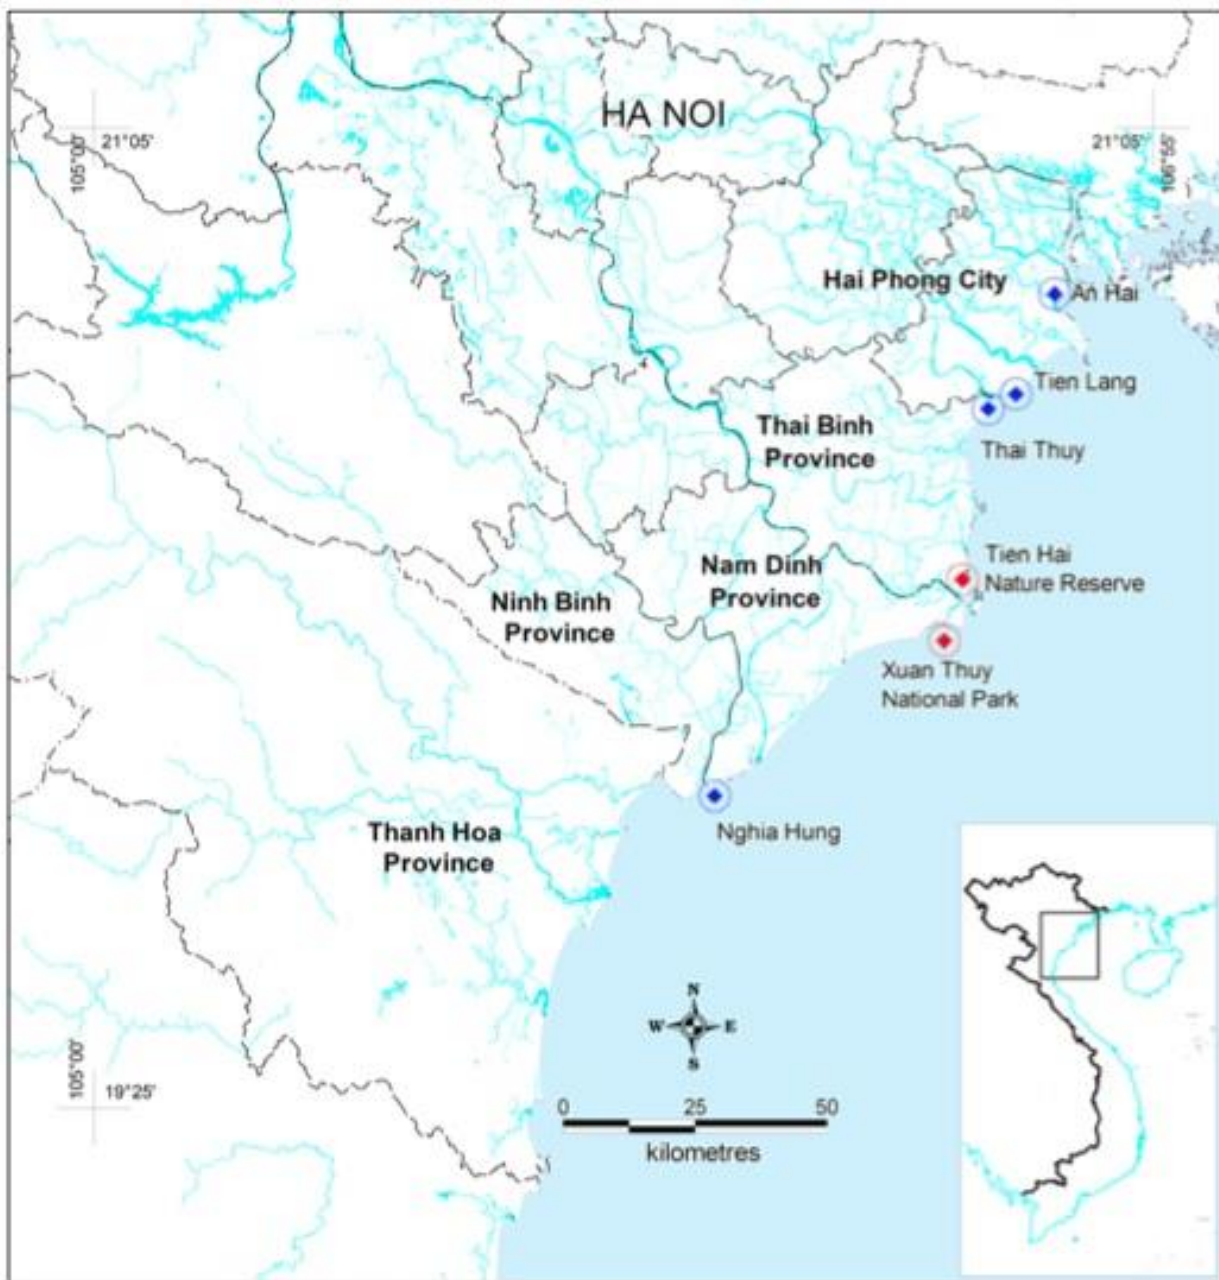 HA NOI
21°05'
105°00'
21°05'
106°55'
Hai Phong City
An Hai
Tien Lang
Thai Binh
Province
Thai Thuy
Tien Hai
Nature Reserve
Nam Dinh
Province
Ninh Binh
Province
Xuan Thuy
National Park
Thanh Hoa
Province
Nghia Hung
N
W
E
S
105°00'
19°25'
0
25
50
kilometres